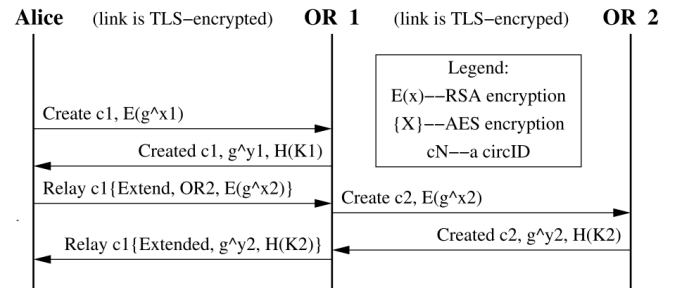 Alice (link is TLS−encrypted) OR 1 (link is TLS−encryped) OR 2
Legend:
E(x)−−RSA encryption
{X}−−AES encryption
cN−−a circID
Create c1, E(g^x1)
Created c1, g^y1, H(K1)
Relay c1{Extend, OR2, E(g^x2)}
Create c2, E(g^x2)
Created c2, g^y2, H(K2)
Relay c1{Extended, g^y2, H(K2)}